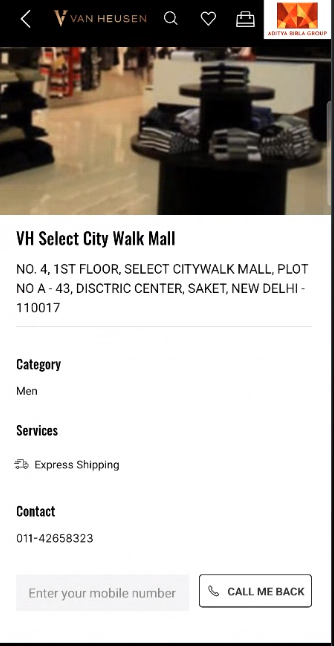 VAN HEUSEN
ADITYA BIRLA GROUP
VH Select City Walk Mall
NO. 4, 1ST FLOOR, SELECT CITYWALK MALL, PLOT
NO A - 43, DISCTRIC CENTER, SAKET, NEW DELHI -
110017
Category
Men
Services
Express Shipping
Contact
011-42658323
Enter your mobile number
CALL ME BACK